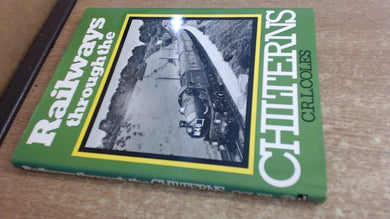 Railways
through the
CHILTERNS
C.R.L.COLES